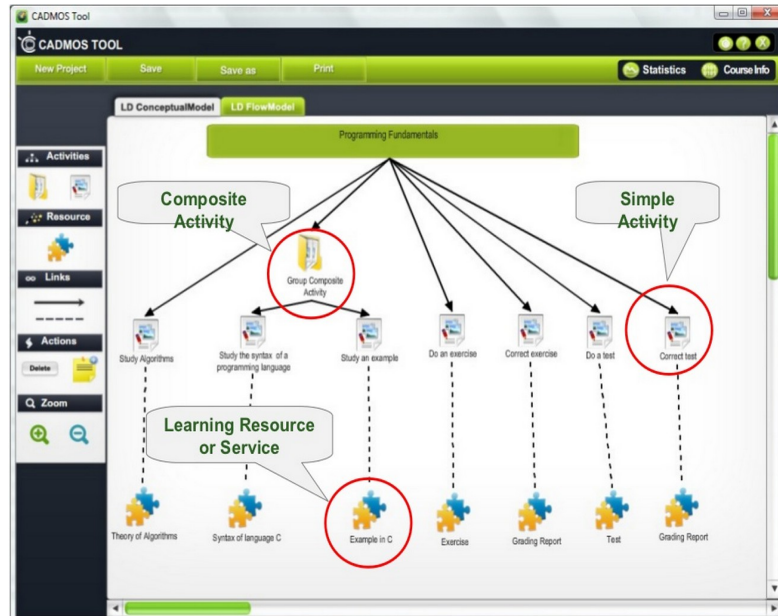 CADMOS Tool
CADMOS TOOL
New Project Save Save as Print Statistics Course Info
LD ConceptualModel LD FlowModel
Programming Fundamentals
Activities
Composite
Activity
Simple
Activity
Resource
Links
Group Composite
Activity
Actions
Delete
Study Algorithms
Study the syntax of a
programming language
Study an example
Do an exercise
Correct exercise
Do a test
Correct test
Zoom
Learning Resource
or Service
Theory of Algorithms
Syntax of language C
Example in C
Exercise
Grading Report
Test
Grading Report